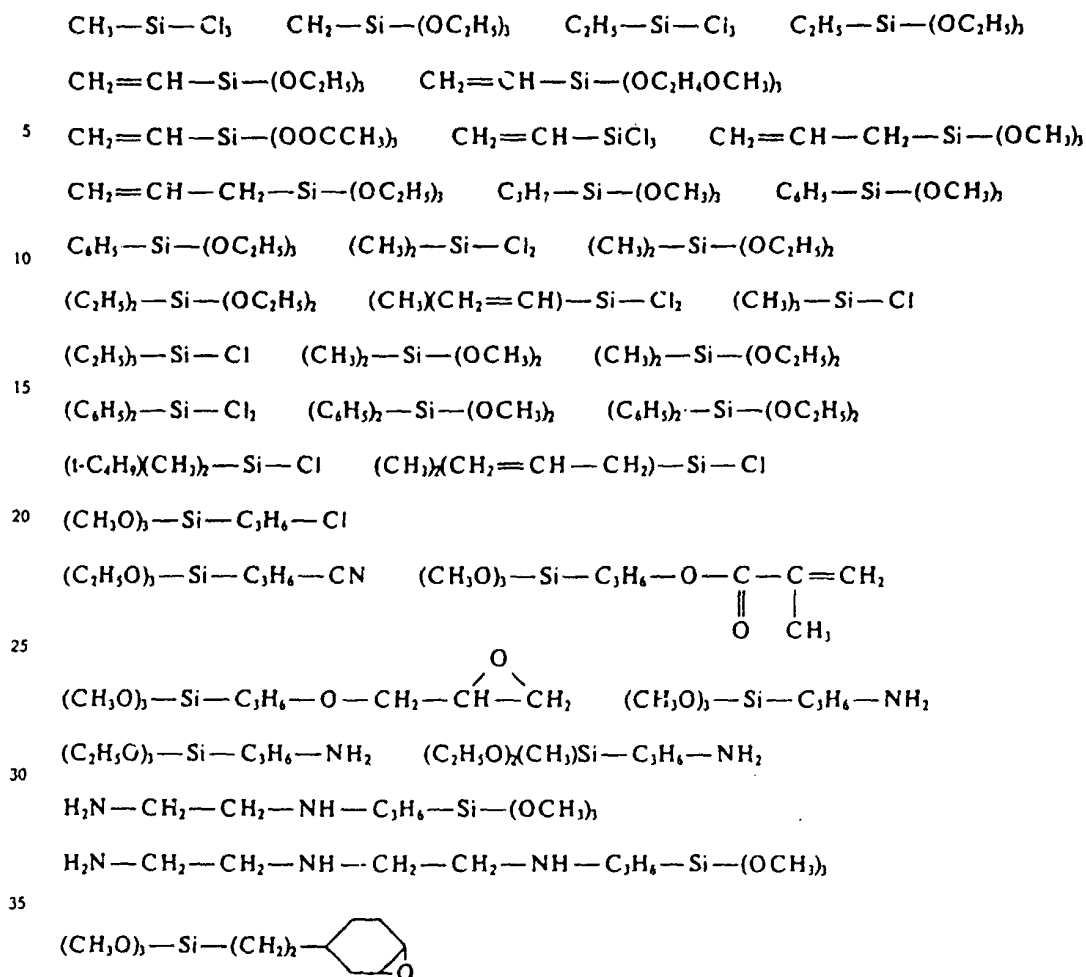 CH₃—Si—Cl₃ CH₂—Si—(OC₂H₅)₃ C₂H₅—Si—Cl₃ C₂H₅—Si—(OC₂H₅)₃
CH₂=CH—Si—(OC₂H₅)₃ CH₂=CH—Si—(OC₂H₄OCH₃)₃
5 CH₂=CH—Si—(OOCCH₃)₃ CH₂=CH—SiCl₃ CH₂=CH—CH₂—Si—(OCH₃)₃
CH₂=CH—CH₂—Si—(OC₂H₅)₃ C₃H₇—Si—(OCH₃)₃ C₆H₅—Si—(OCH₃)₃
10 C₆H₅—Si—(OC₂H₅)₃ (CH₃)₂—Si—Cl₂ (CH₃)₂—Si—(OC₂H₅)₂
(C₂H₅)₂—Si—(OC₂H₅)₂ (CH₃)(CH₂=CH)—Si—Cl₂ (CH₃)₃—Si—Cl
(C₂H₅)₃—Si—Cl (CH₃)₂—Si—(OCH₃)₂ (CH₃)₂—Si—(OC₂H₅)₂
15 (C₆H₅)₂—Si—Cl₂ (C₆H₅)₂—Si—(OCH₃)₂ (C₆H₅)₂—Si—(OC₂H₅)₂
(t-C₄H₉)(CH₃)₂—Si—Cl (CH₃)₂(CH₂=CH—CH₂)—Si—Cl
20 (CH₃O)₃—Si—C₃H₆—Cl
(C₂H₅O)₃—Si—C₃H₆—CN (CH₃O)₃—Si—C₃H₆—O—C—C=CH₂
O CH₃
25
O
(CH₃O)₃—Si—C₃H₆—O—CH₂—CH—CH₂ (CH₃O)₃—Si—C₃H₆—NH₂
(C₂H₅O)₃—Si—C₃H₆—NH₂ (C₂H₅O)₂(CH₃)Si—C₃H₆—NH₂
30
H₂N—CH₂—CH₂—NH—C₃H₆—Si—(OCH₃)₃
H₂N—CH₂—CH₂—NH—CH₂—CH₂—NH—C₃H₆—Si—(OCH₃)₃
35
(CH₃O)₃—Si—(CH₂)₂— O